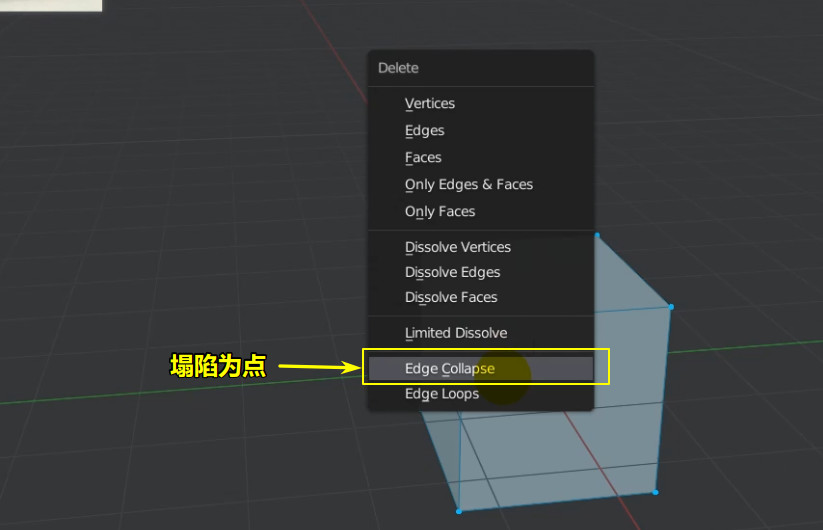 Delete
Vertices
Edges
Faces
Only Edges & Faces
Only Faces
Dissolve Vertices
Dissolve Edges
Dissolve Faces
Limited Dissolve
塌陷为点
Edge Collapse
Edge Loops